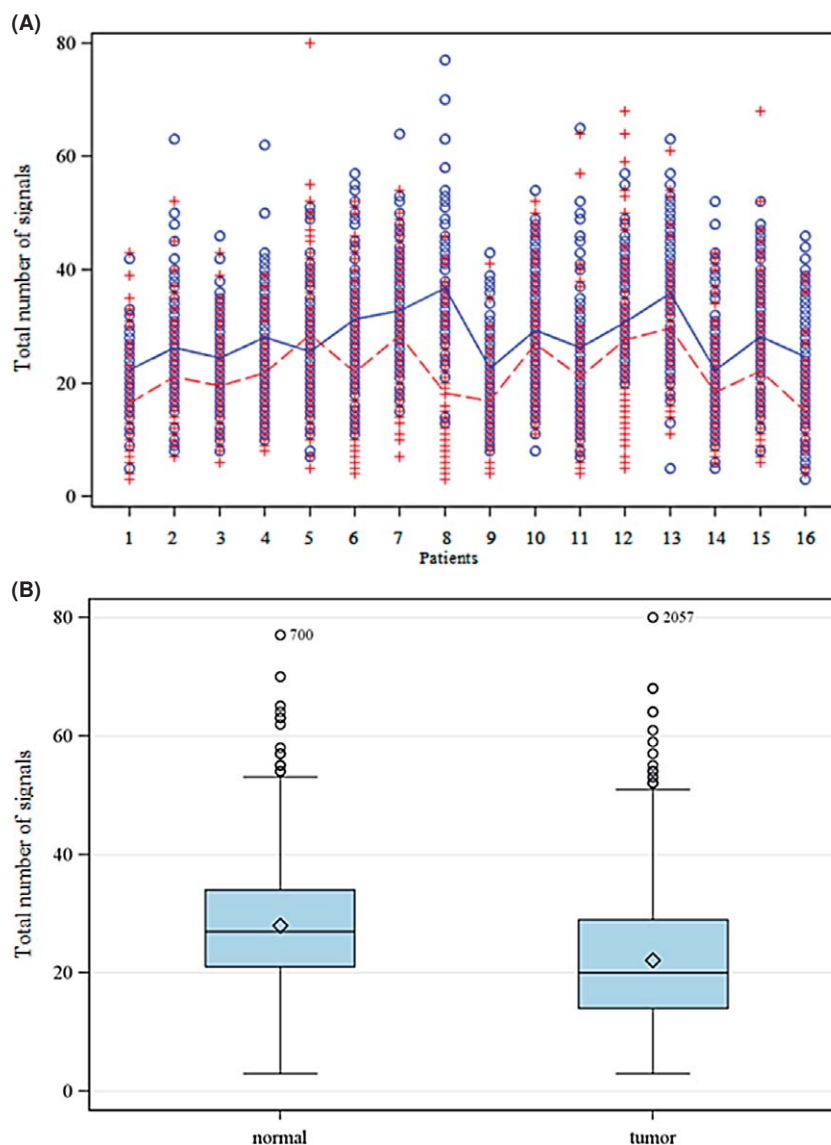 (A)
Total number of signals
80
60
40
20
0
1 2 3 4 5 6 7 8 9 10 11 12 13 14 15 16
Patients
(B)
Total number of signals
80
60
40
20
0
700
2057
normal tumor